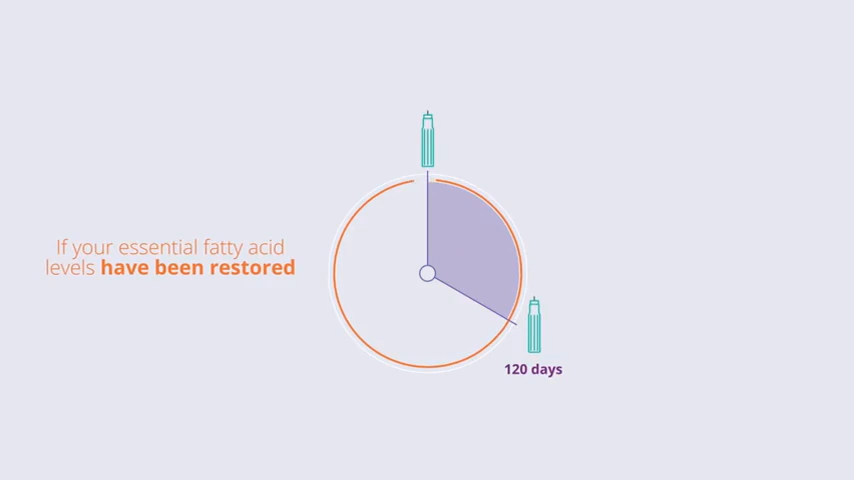 If your essential fatty acid
levels have been restored
120 days